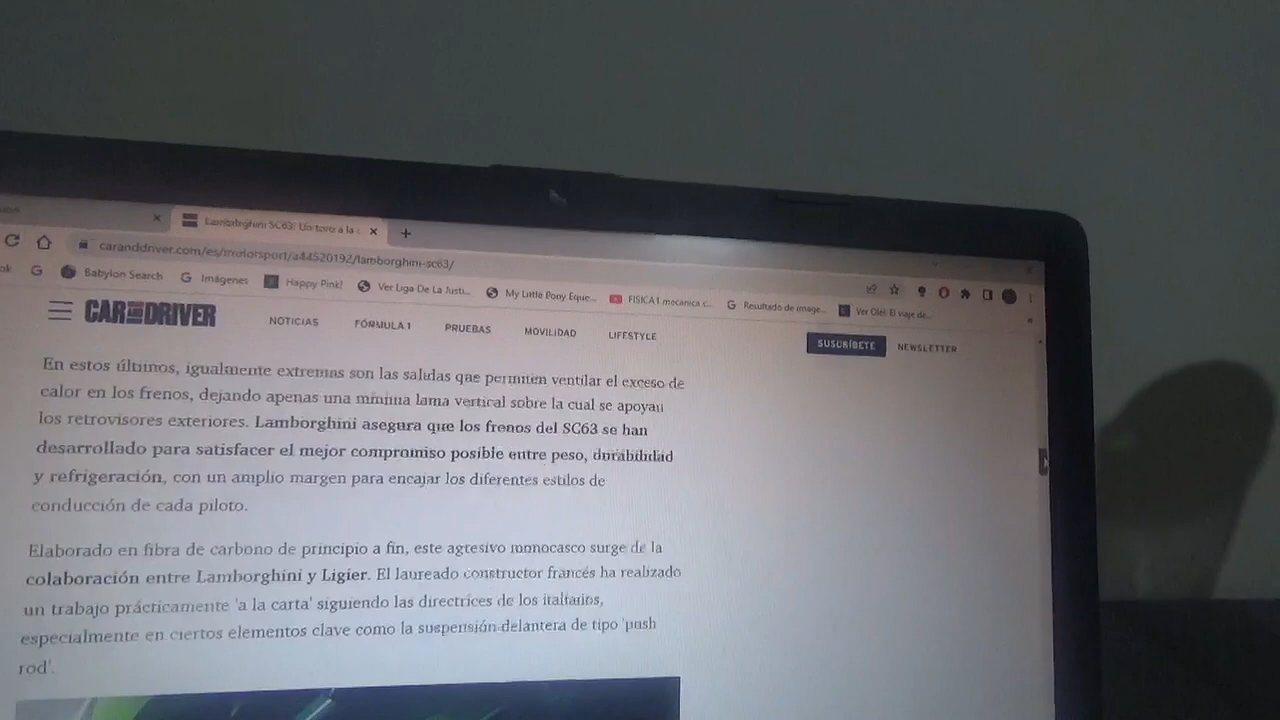 Lamborghini SC63: Un toro a la c
caranddriver.com/es/motorsport/a44520192/lamborghini-sc63/
ok
Babylon Search
Imágenes
Happy Pink!
Ver Liga De La Justi...
My Little Pony Eque...
FISICA1 mecanica c...
Resultado de image...
Ver Olé! El viaje de...
CAR AND DRIVER
NOTICIAS
FÓRMULA 1
PRUEBAS
MOVILIDAD
LIFESTYLE
SUSCRÍBETE
NEWSLETTER
En estos últimos, igualmente extremas son las salidas que permiten ventilar el exceso de
calor en los frenos, dejando apenas una mínima lama vertical sobre la cual se apoyan
los retrovisores exteriores. Lamborghini asegura que los frenos del SC63 se han
desarrollado para satisfacer el mejor compromiso posible entre peso, durabilidad
y refrigeración, con un amplio margen para encajar los diferentes estilos de
conducción de cada piloto.
Elaborado en fibra de carbono de principio a fin, este agresivo monocasco surge de la
colaboración entre Lamborghini y Ligier. El laureado constructor francés ha realizado
un trabajo prácticamente 'a la carta' siguiendo las directrices de los italianos,
especialmente en ciertos elementos clave como la suspensión delantera de tipo 'push
rod'.